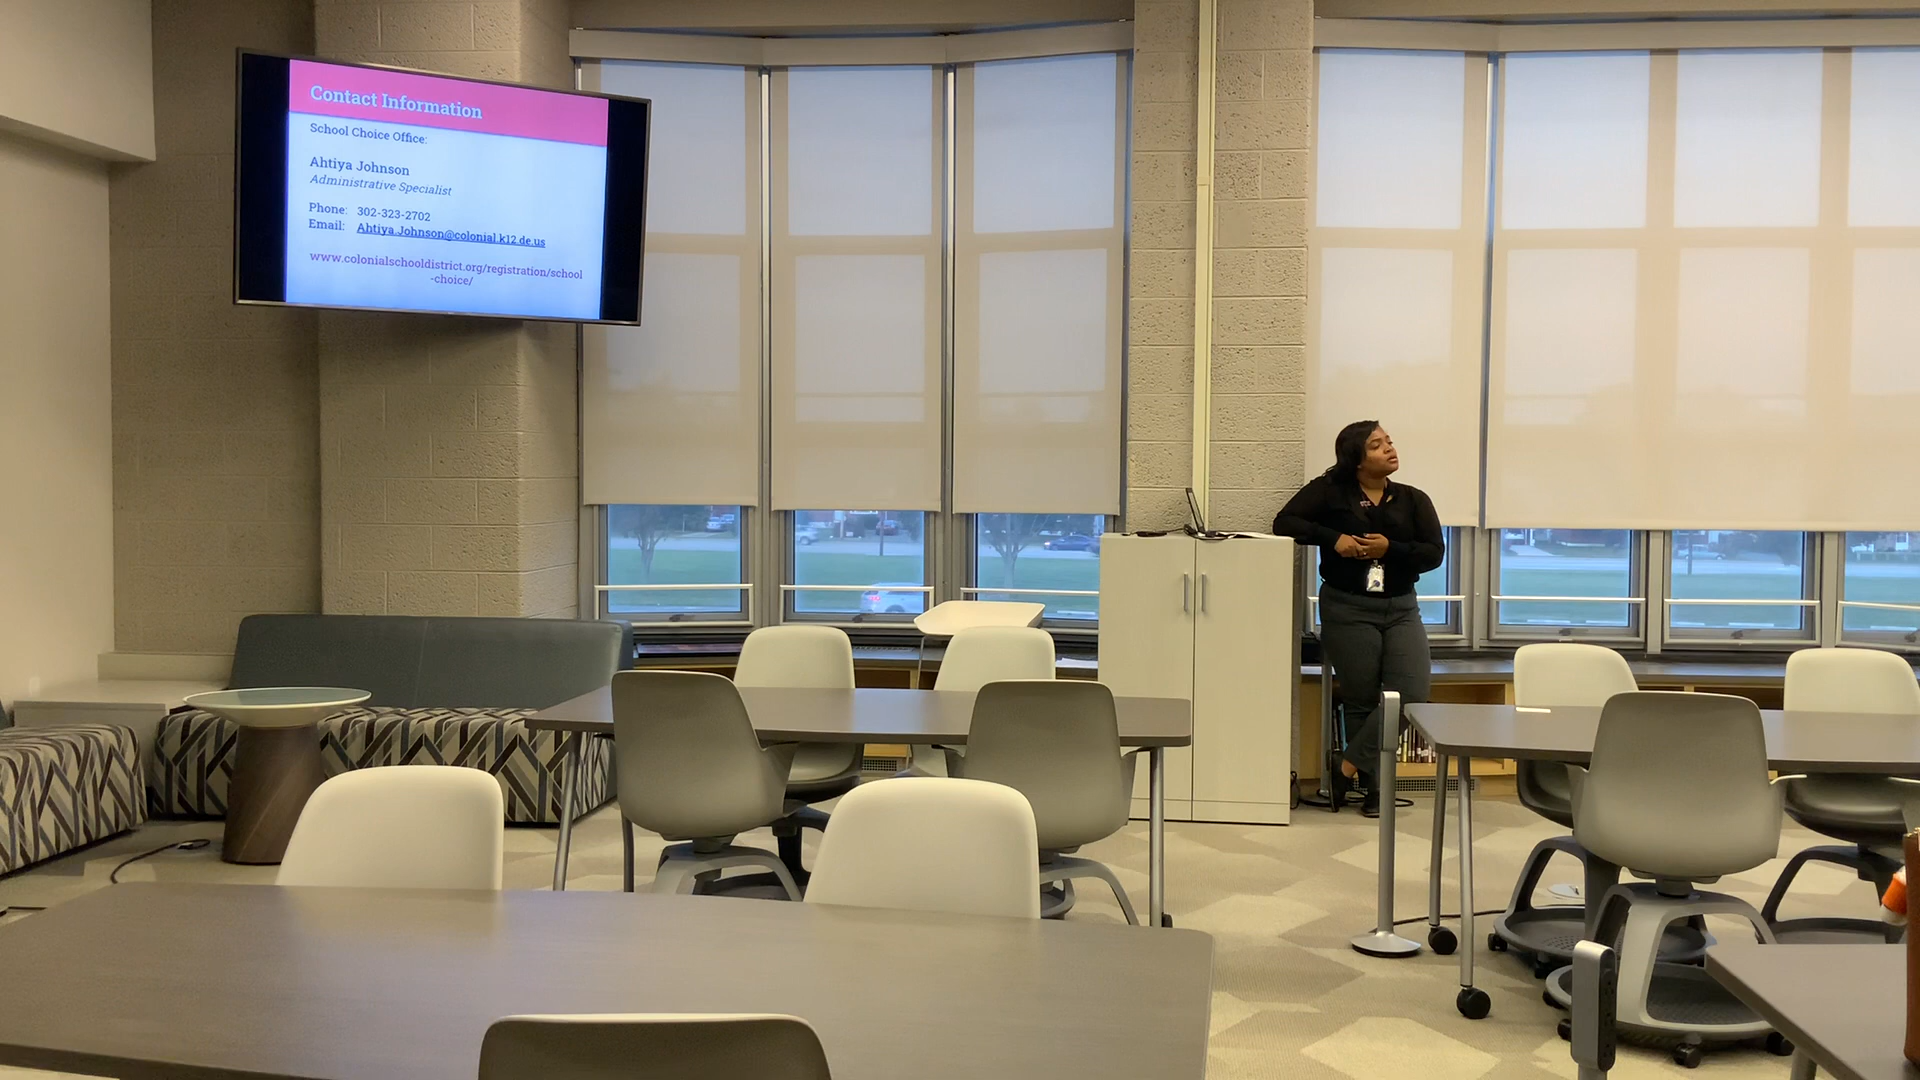 Contact Information
School Choice Office:
Ahtiya Johnson
Administrative Specialist
Phone: 302-323-2702
Email: Ahtiya.Johnson@colonial.k12.de.us
www.colonialschooldistrict.org/registration/school
-choice/